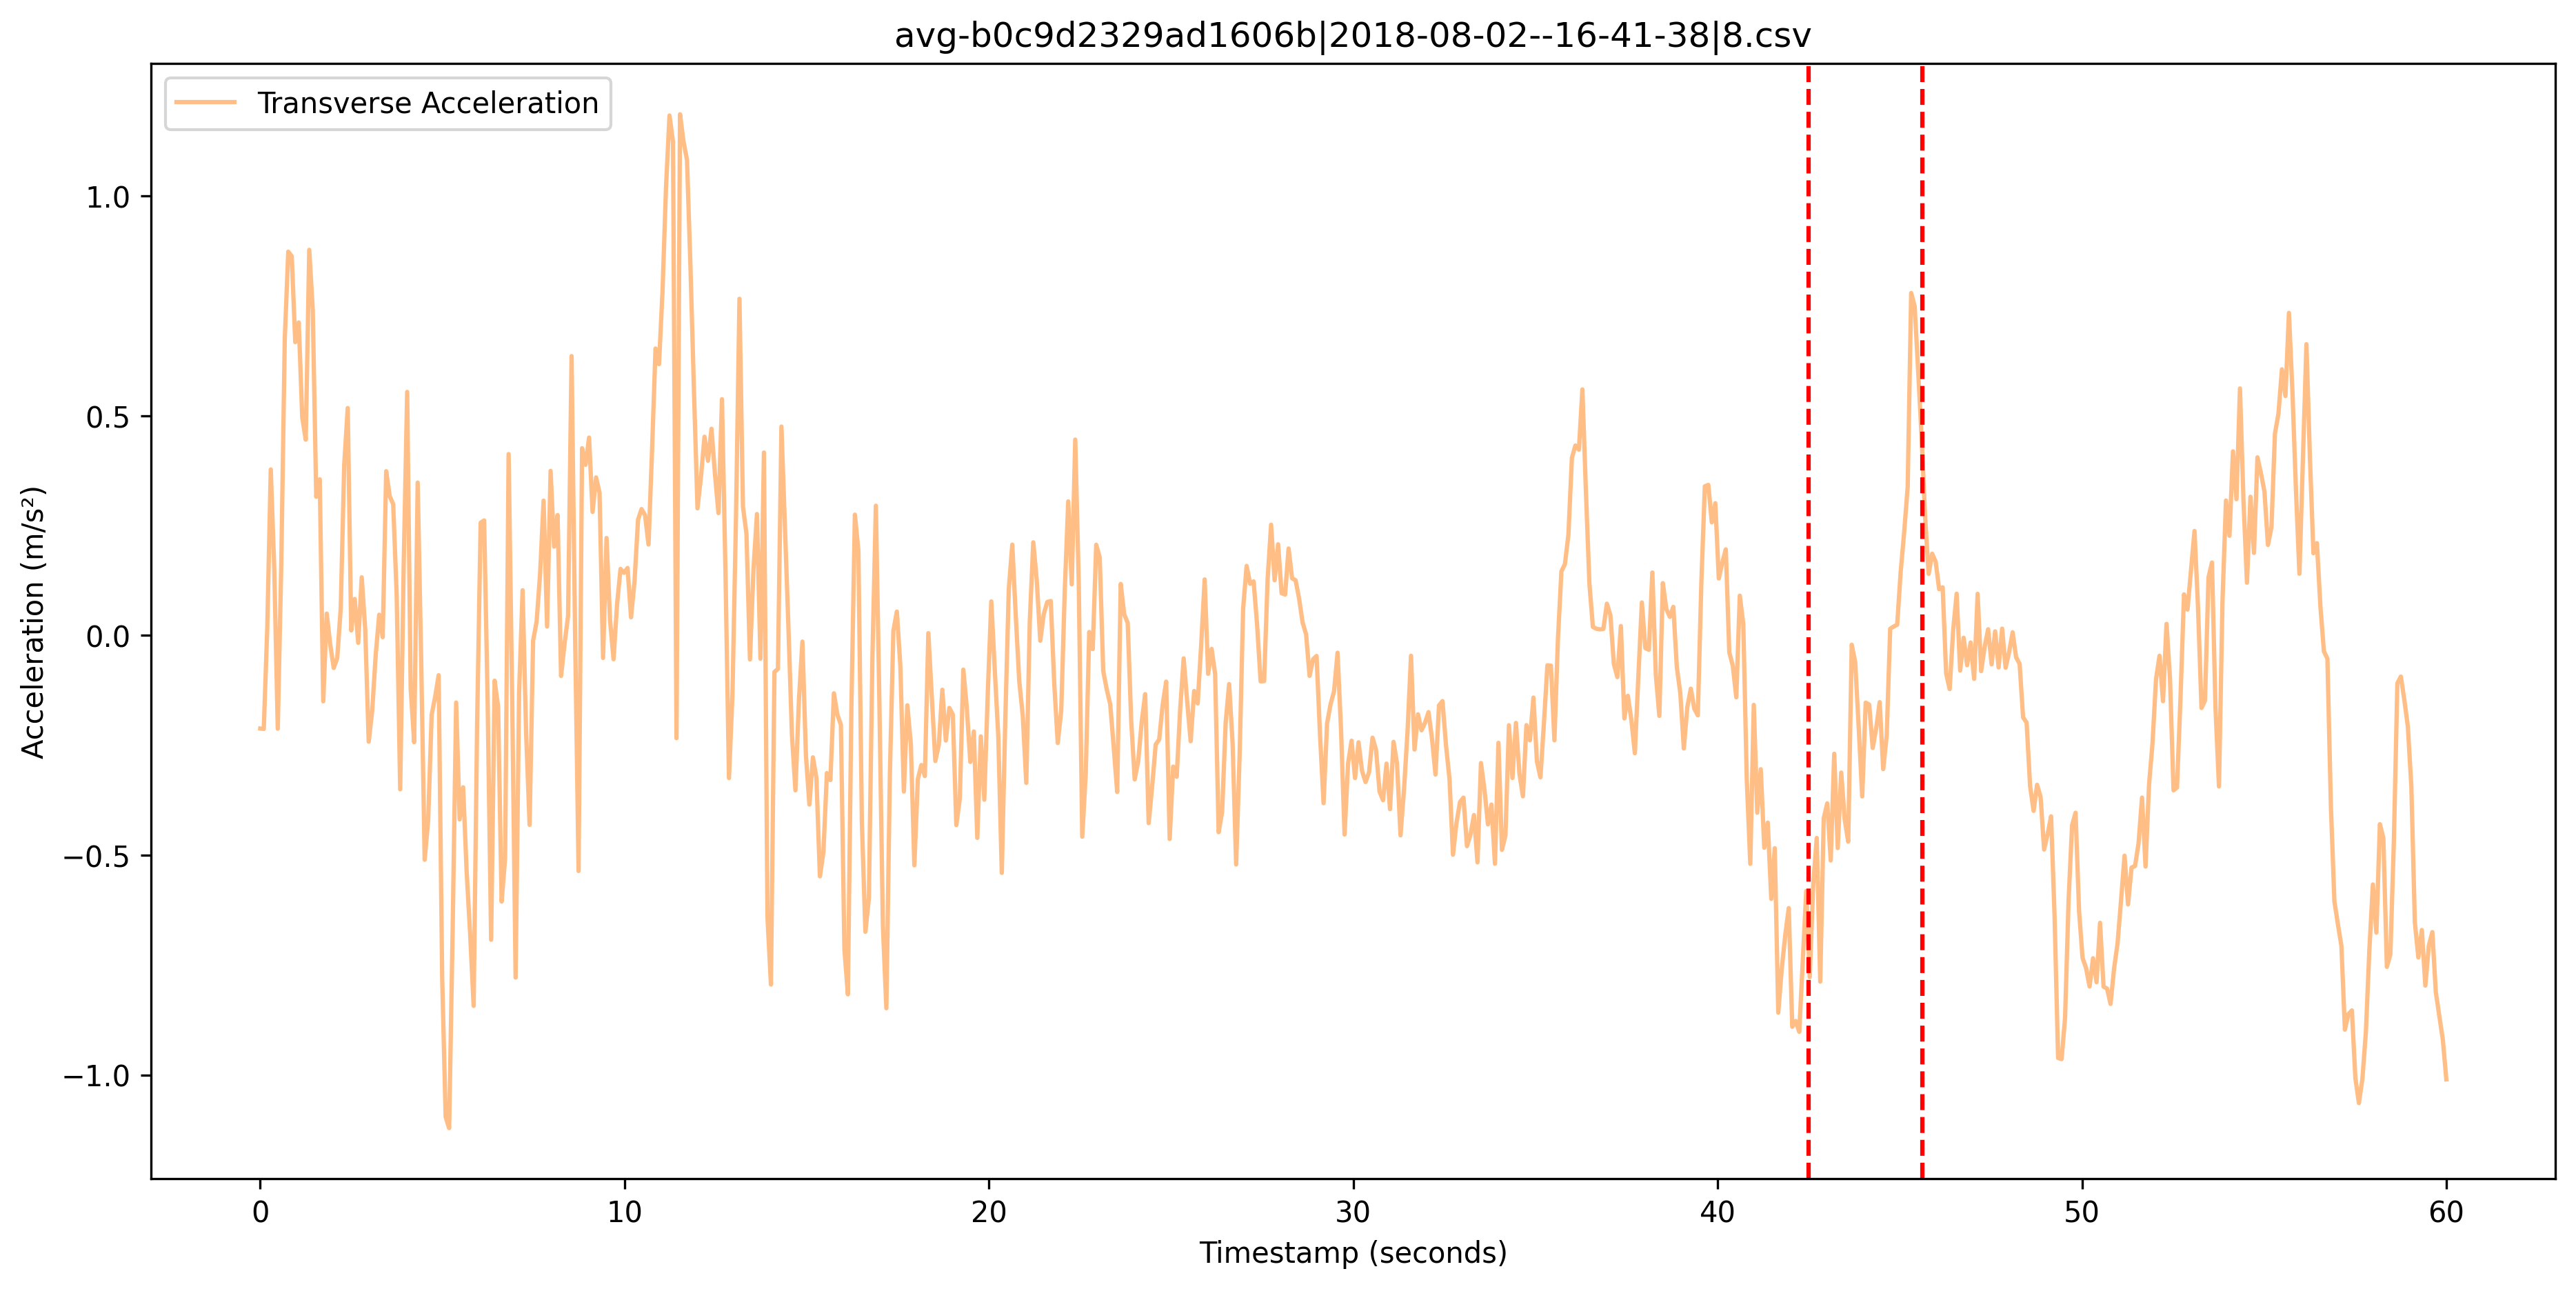 avg-b0c9d2329ad1606b|2018-08-02--16-41-38|8.csv
Transverse Acceleration
1.0
0.5
0.0
−0.5
−1.0
Acceleration (m/s²)
0 10 20 30 40 50 60
Timestamp (seconds)